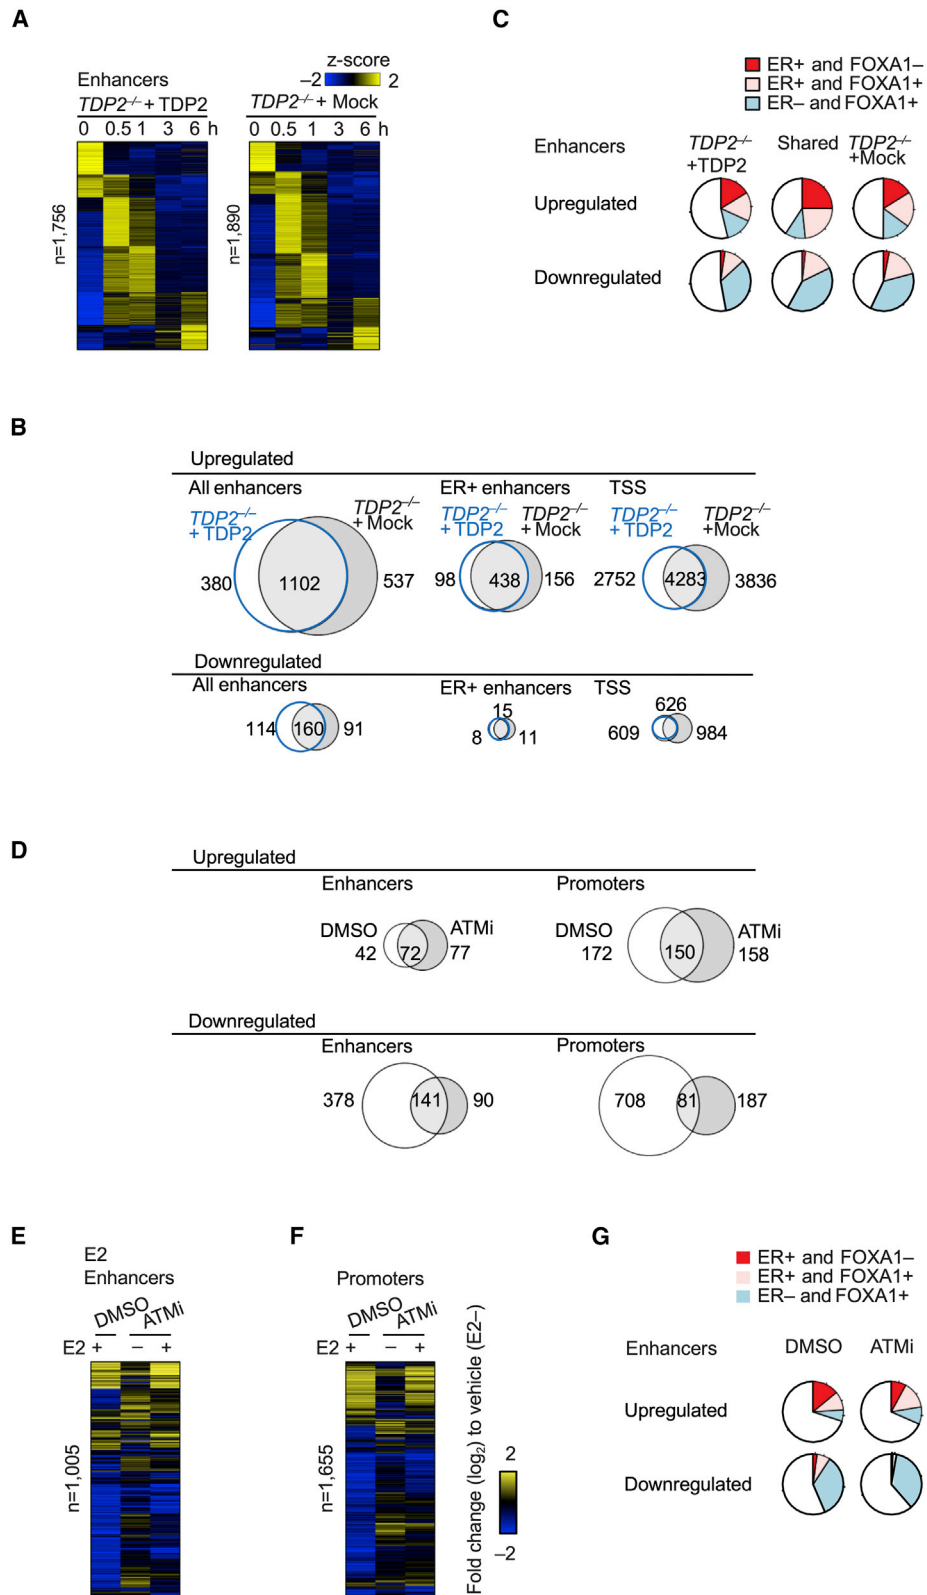 A
Enhancers
z-score
–2 2
TDP2–/– + TDP2
TDP2–/– + Mock
0 0.5 1 3 6 h
0 0.5 1 3 6 h
n=1,756
n=1,890
C
ER+ and FOXA1–
ER+ and FOXA1+
ER– and FOXA1+
Enhancers
TDP2–/–
+TDP2
Shared
TDP2–/–
+Mock
Upregulated
Downregulated
B
Upregulated
All enhancers
ER+ enhancers
TSS
TDP2–/–
+ TDP2
TDP2–/–
+ Mock
TDP2–/–
+ TDP2
TDP2–/–
+ Mock
TDP2–/–
+ TDP2
TDP2–/–
+Mock
380 1102 537
98 438 156
2752 4283 3836
Downregulated
All enhancers
ER+ enhancers
TSS
114 160 91
8 15 11
609 626 984
D
Upregulated
Enhancers
Promoters
DMSO
42
72
ATMi
77
DMSO
172
150
ATMi
158
Downregulated
Enhancers
Promoters
378 141 90
708 81 187
E
E2
Enhancers
DMSO
ATMi
E2 + – +
n=1,005
F
Promoters
DMSO
ATMi
+ – +
n=1,655
Fold change (log2) to vehicle (E2–)
2
–2
G
ER+ and FOXA1–
ER+ and FOXA1+
ER– and FOXA1+
Enhancers
DMSO
ATMi
Upregulated
Downregulated